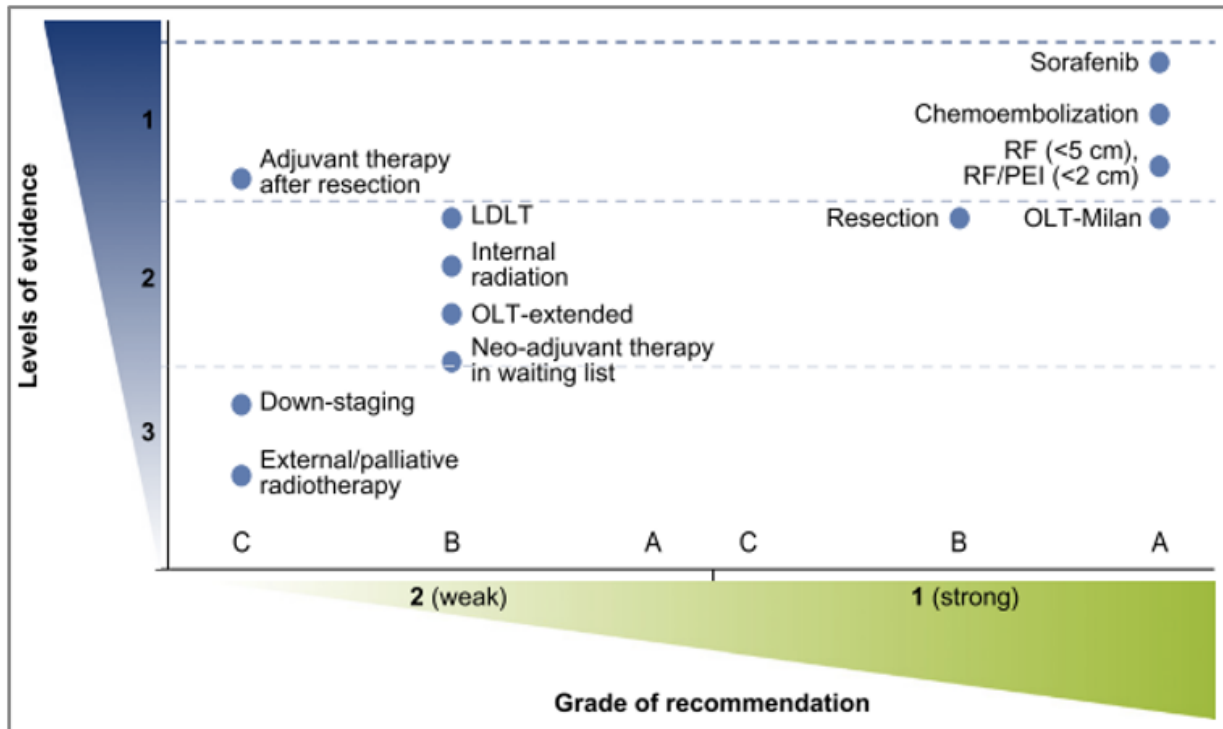 Levels of evidence
1
2
3
Sorafenib
Chemoembolization
Adjuvant therapy
after resection
RF (<5 cm),
RF/PEI (<2 cm)
LDLT
Resection
OLT-Milan
Internal
radiation
OLT-extended
Neo-adjuvant therapy
in waiting list
Down-staging
External/palliative
radiotherapy
C B A C B A
2 (weak) 1 (strong)
Grade of recommendation